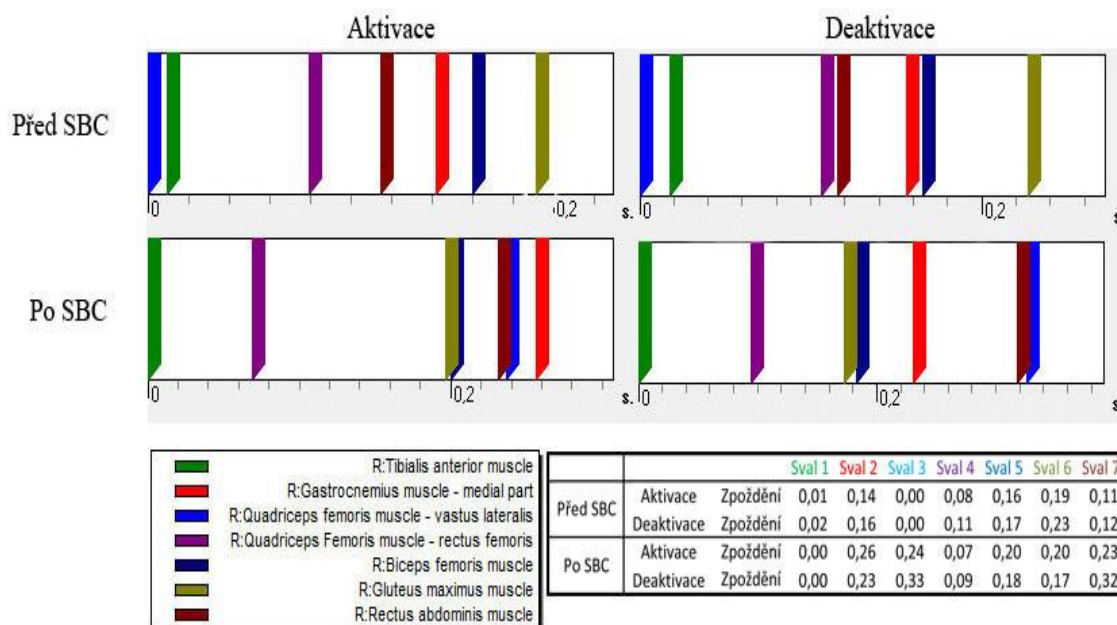 Aktivace Deaktivace
Před SBC
0 0,2 s. 0 0,2 s
Po SBC
0 0,2 s. 0 0,2 s
R:Tibialis anterior muscle
R:Gastrocnemius muscle - medial part
R:Quadriceps femoris muscle - vastus lateralis
R:Quadriceps Femoris muscle - rectus femoris
R:Biceps femoris muscle
R:Gluteus maximus muscle
R:Rectus abdominis muscle
Sval 1 Sval 2 Sval 3 Sval 4 Sval 5 Sval 6 Sval 7
Před SBC Aktivace Zpoždění 0,01 0,14 0,00 0,08 0,16 0,19 0,11
Deaktivace Zpoždění 0,02 0,16 0,00 0,11 0,17 0,23 0,12
Po SBC Aktivace Zpoždění 0,00 0,26 0,24 0,07 0,20 0,20 0,23
Deaktivace Zpoždění 0,00 0,23 0,33 0,09 0,18 0,17 0,32